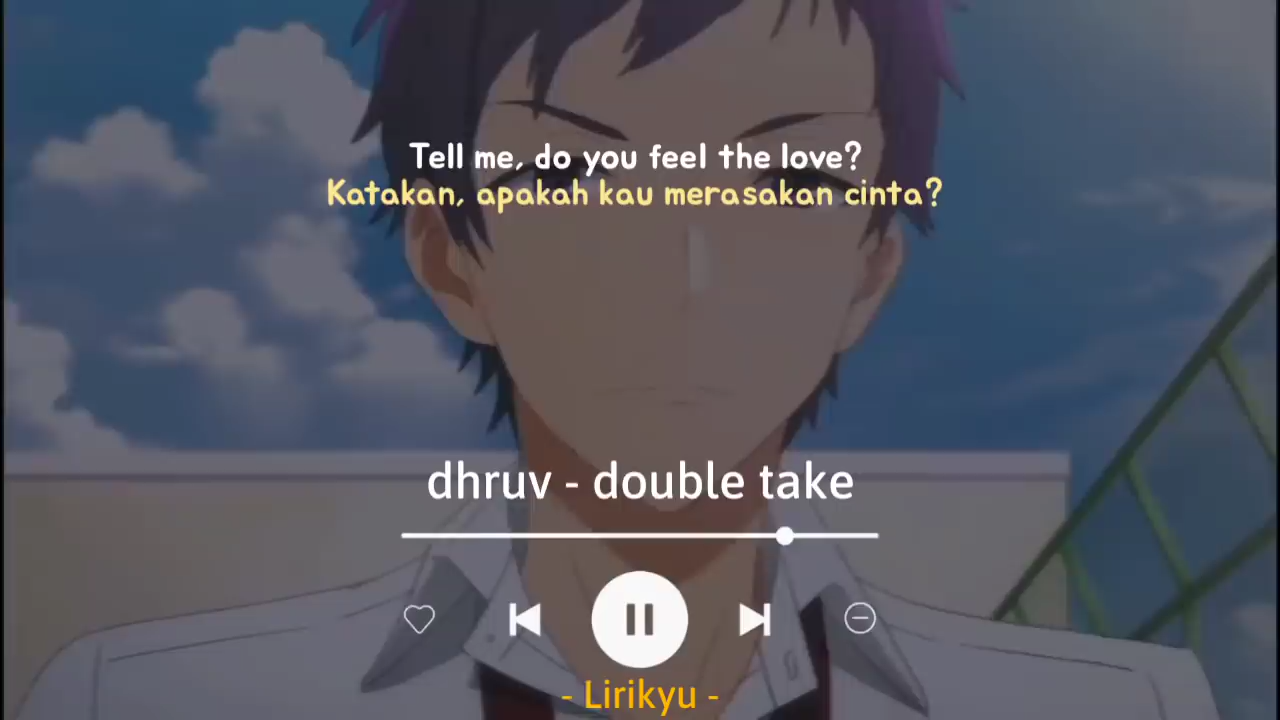 Tell me, do you feel the love?
Katakan, apakah kau merasakan cinta?
dhruv - double take
- Lirikyu -